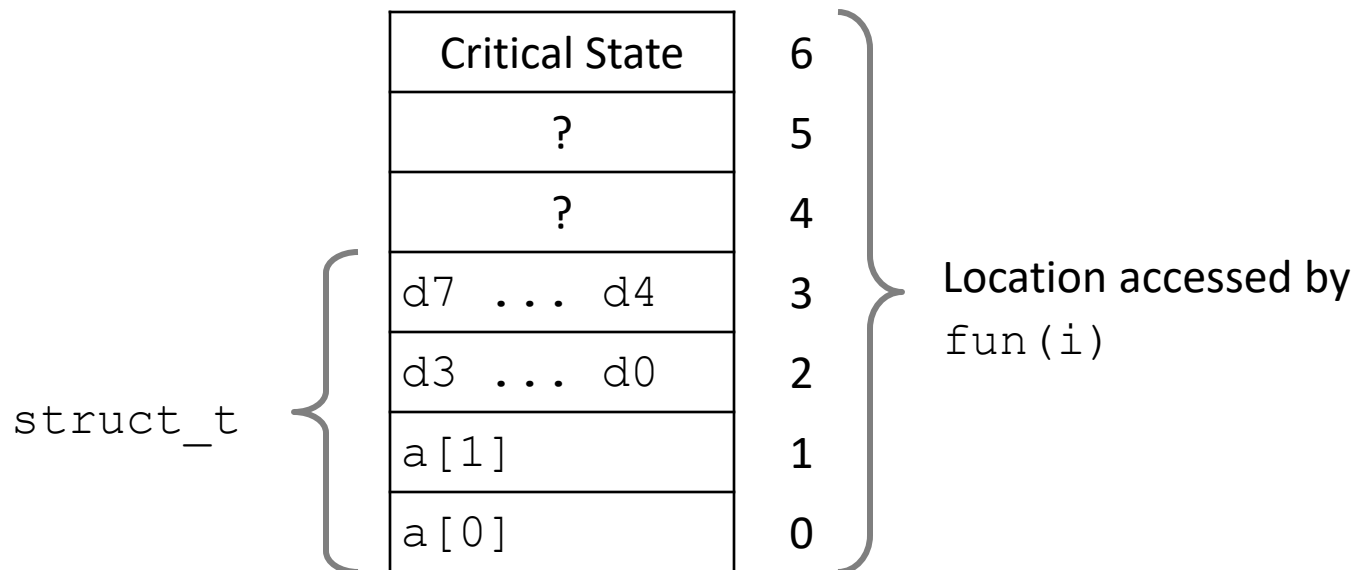 Critical State 6
? 5
? 4
d7 ... d4 3
Location accessed by
fun(i)
d3 ... d0 2
struct_t
a[1] 1
a[0] 0